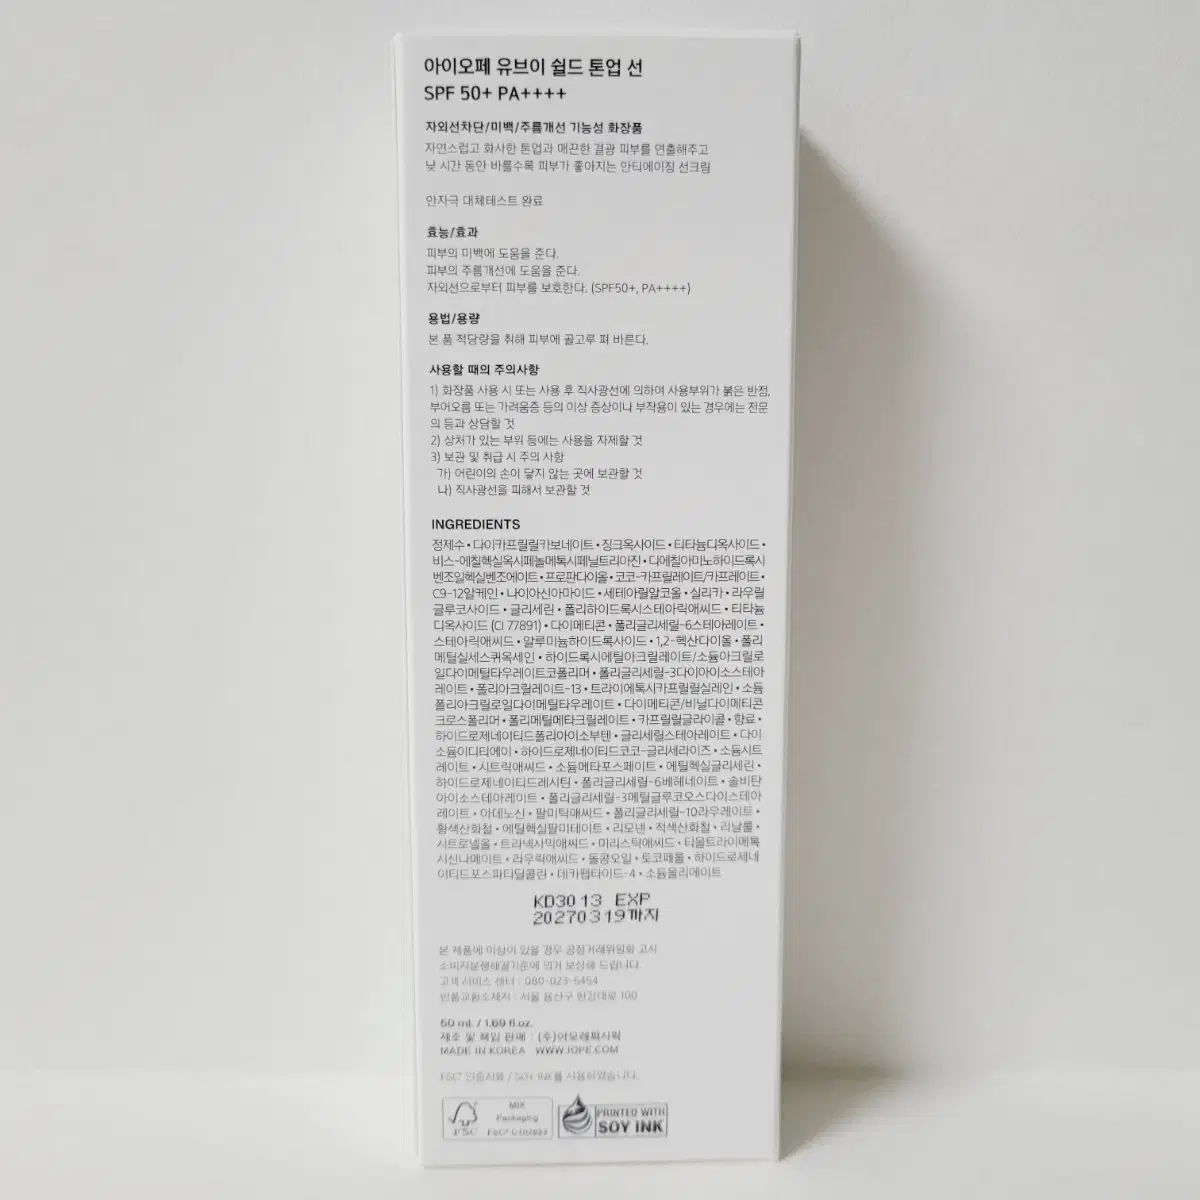 아이오페 유브이 쉴드 톤업 선
SPF 50+ PA++++
자외선차단/미백/주름개선 기능성 화장품
자연스럽고 화사한 톤업과 매끈한 결광 피부를 연출해주고
낮 시간 동안 바를수록 피부가 좋아지는 안티에이징 선크림
안자극 대체테스트 완료
효능/효과
피부의 미백에 도움을 준다.
피부의 주름개선에 도움을 준다.
자외선으로부터 피부를 보호한다. (SPF50+, PA++++)
용법/용량
본 품 적당량을 취해 피부에 골고루 펴 바른다.
사용할 때의 주의사항
1) 화장품 사용 시 또는 사용 후 직사광선에 의하여 사용부위가 붉은 반점,
부어오름 또는 가려움증 등의 이상 증상이나 부작용이 있는 경우에는 전문
의 등과 상담할 것
2) 상처가 있는 부위 등에는 사용을 자제할 것
3) 보관 및 취급 시 주의 사항
가) 어린이의 손이 닿지 않는 곳에 보관할 것
나) 직사광선을 피해서 보관할 것
INGREDIENTS
정제수 • 다이카프릴릴카보네이트 • 징크옥사이드 • 티타늄디옥사이드 •
비스-에칠헥실옥시페놀메톡시페닐트리아진 • 디에칠아미노하이드록시
벤조일헥실벤조에이트 • 프로판다이올 • 코코-카프릴레이트/카프레이트 •
C9-12알케인 • 나이아신아마이드 • 세테아릴알코올 • 실리카 • 라우릴
글루코사이드 • 글리세린 • 폴리하이드록시스테아릭애씨드 • 티타늄
디옥사이드 (CI 77891) • 다이메티콘 • 폴리글리세릴-6스테아레이트 •
스테아릭애씨드 • 알루미늄하이드록사이드 • 1,2-헥산다이올 • 폴리
메틸실세스퀴옥세인 • 하이드록시에틸아크릴레이트/소듐아크릴로
일다이메틸타우레이트코폴리머 • 폴리글리세릴-3다이아이소스테아
레이트 • 폴리아크릴레이트-13 • 트라이에톡시카프릴릴실레인 • 소듐
폴리아크릴로일다이메틸타우레이트 • 다이메티콘/비닐다이메티콘
크로스폴리머 • 폴리메틸메타크릴레이트 • 카프릴릴글라이콜 • 향료 •
하이드로제네이티드폴리아이소부텐 • 글리세릴스테아레이트 • 다이
소듐이디티에이 • 하이드로제네이티드코코-글리세라이즈 • 소듐시트
레이트 • 시트릭애씨드 • 소듐메타포스페이트 • 에틸헥실글리세린 •
하이드로제네이티드레시틴 • 폴리글리세릴-6베헤네이트 • 솔비탄
아이소스테아레이트 • 폴리글리세릴-3메틸글루코오스다이스테아
레이트 • 아데노신 • 팔미틱애씨드 • 폴리글리세릴-10라우레이트 •
황색산화철 • 에틸헥실팔미테이트 • 리모넨 • 적색산화철 • 리날룰 •
시트로넬올 • 트라넥사믹애씨드 • 미리스틱애씨드 • 티몰트라이메톡
시신나메이트 • 라우릭애씨드 • 돌콩오일 • 토코페롤 • 하이드로제네
이티드포스파티딜콜린 • 데카펩타이드-4 • 소듐올리에이트
KD3013 EXP
20270319까지
본 제품에 이상이 있을 경우 공정거래위원회 고시
소비자분쟁해결기준에 의거 보상해 드립니다.
고객 서비스 센터 : 080-023-5454
반품교환소재지 : 서울 용산구 한강대로 100
50 ml. / 1.69 fl.oz.
제조 및 책임 판매 : (주)아모레퍼시픽
MADE IN KOREA WWW.IOPE.COM
FSC® 인증지류 / SOY INK를 사용하였습니다.
FSC
MIX
Packaging
PRINTED WITH
SOY INK